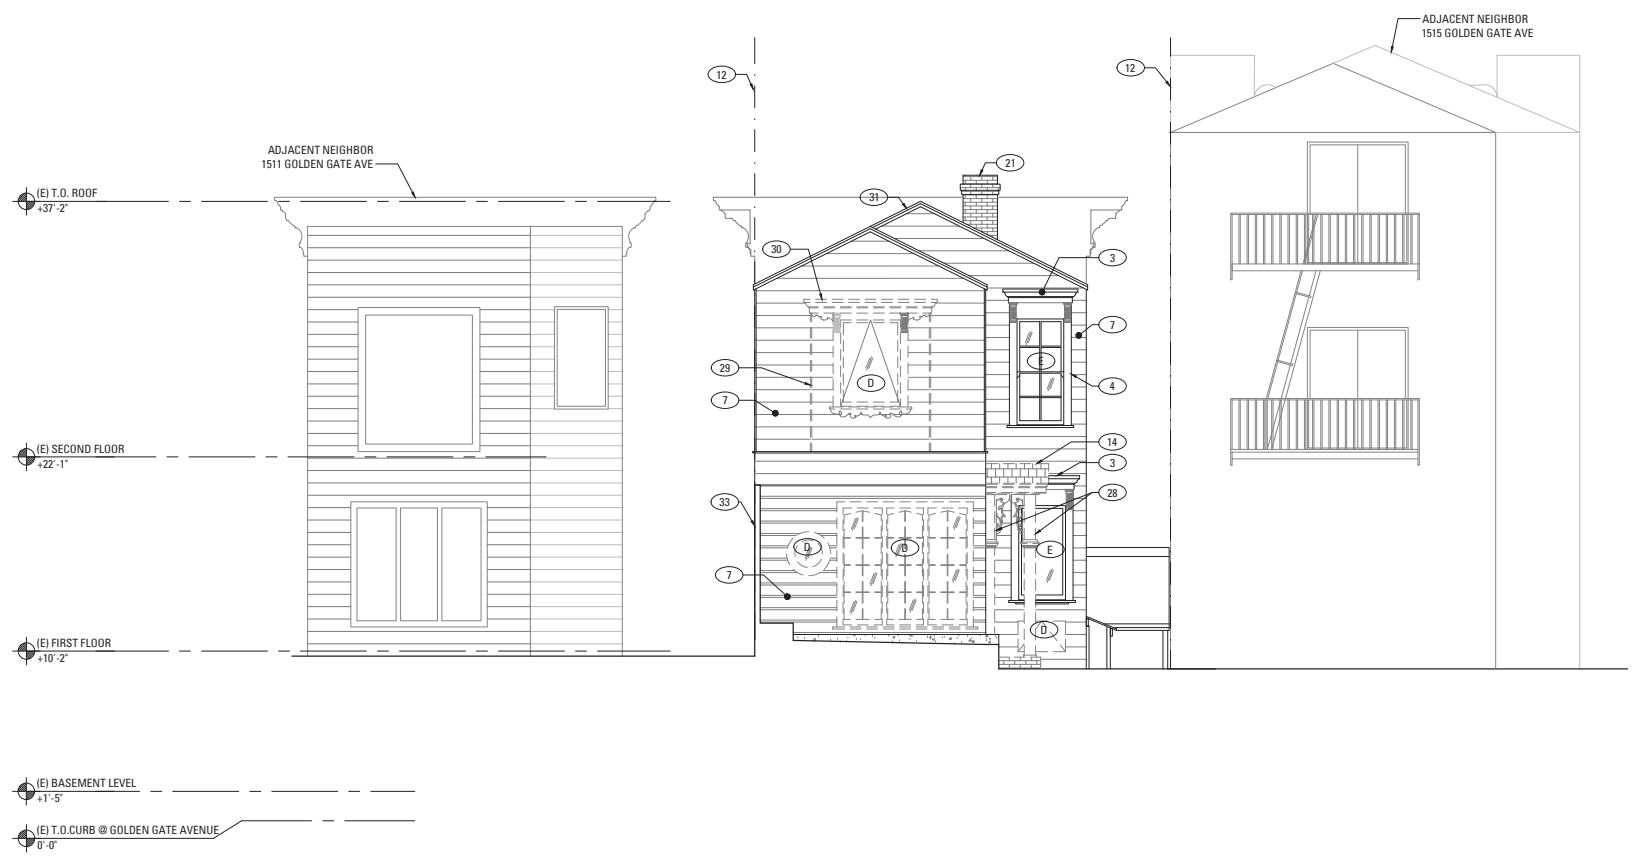 ADJACENT NEIGHBOR
1515 GOLDEN GATE AVE
12
12
ADJACENT NEIGHBOR
1511 GOLDEN GATE AVE
21
(E) T.O. ROOF
+37'-2"
31
30
3
7
29
E
D
4
7
14
(E) SECOND FLOOR
+22'-1"
3
28
33
D
D
E
7
D
(E) FIRST FLOOR
+10'-2"
(E) BASEMENT LEVEL
+1'-5"
(E) T.O.CURB @ GOLDEN GATE AVENUE
0'-0"